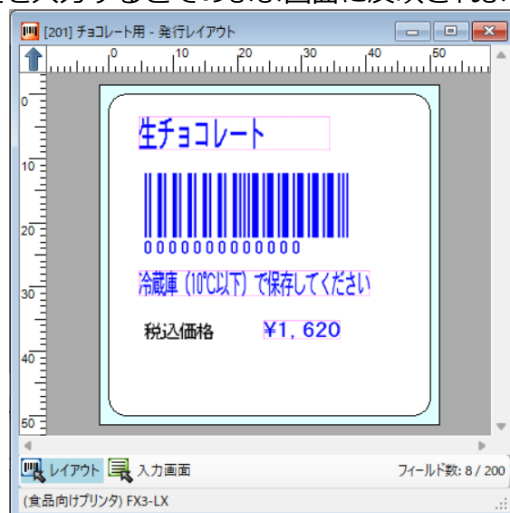 [201] チョコレート用 - 発行レイアウト
0 10 20 30 40 50
0
生チョコレート
10
20
0000000000000
冷蔵庫（10℃以下）で保存してください
30
税込価格 ¥1,620
40
50
レイアウト 入力画面 フィールド数: 8 / 200
(食品向けプリンタ) FX3-LX